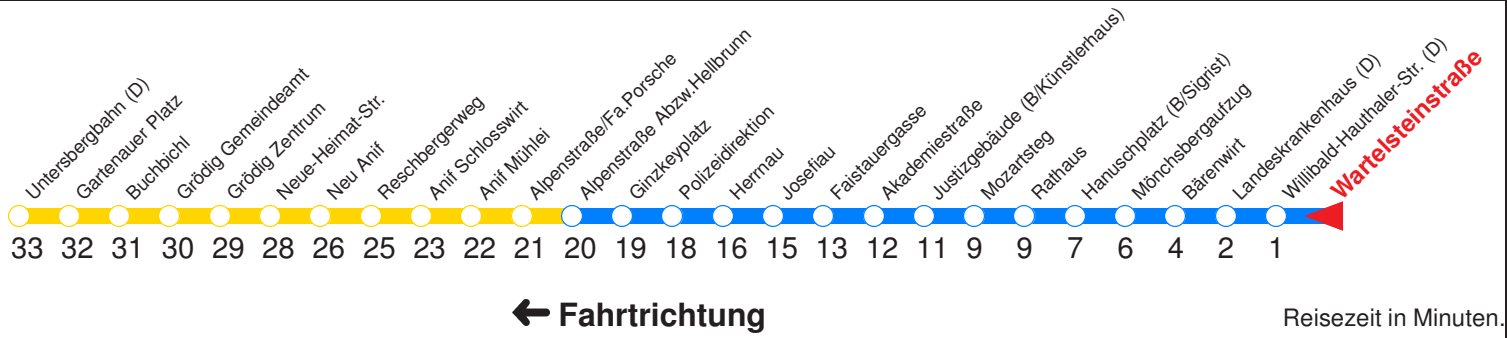 Untersbergbahn (D)
Gartenauer Platz
Buchbichl
Grödig Gemeindeamt
Grödig Zentrum
Neue-Heimat-Str.
Neu Anif
Reschbergerweg
Anif Schlosswirt
Anif Mühlei
Alpenstraße/Fa.Porsche
Alpenstraße Abzw.Hellbrunn
Ginzkeyplatz
Polizeidirektion
Herrnau
Josefiau
Faistauergasse
Akademiestraße
Justizgebäude (B/Künstlerhaus)
Mozartsteg
Rathaus
Hanuschplatz (B/Sigrist)
Mönchsbergaufzug
Bärenwirt
Landeskrankenhaus (D)
Willibald-Hauthaler-Str. (D)
Wartelsteinstraße
33 32 31 30 29 28 26 25 23 22 21 20 19 18 16 15 13 12 11 9 9 7 6 4 2 1
← Fahrtrichtung
Reisezeit in Minuten.